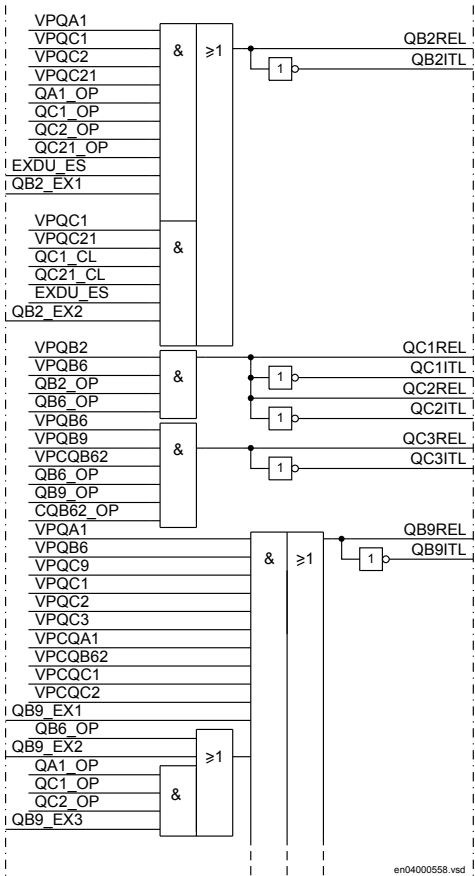 VPQA1
VPQC1
VPQC2
VPQC21
QA1_OP
QC1_OP
QC2_OP
QC21_OP
EXDU_ES
QB2_EX1
& ≥1
QB2REL
1 QB2ITL
VPQC1
VPQC21
QC1_CL
QC21_CL
EXDU_ES
QB2_EX2
&
VPQB2
VPQB6
QB2_OP
QB6_OP
&
QC1REL
1 QC1ITL
QC2REL
1 QC2ITL
VPQB6
VPQB9
VPCQB62
QB6_OP
QB9_OP
CQB62_OP
&
QC3REL
1 QC3ITL
VPQA1
VPQB6
VPQC9
VPQC1
VPQC2
VPQC3
VPCQA1
VPCQB62
VPCQC1
VPCQC2
QB9_EX1
& ≥1
QB9REL
1 QB9ITL
QB6_OP
QB9_EX2
≥1
QA1_OP
QC1_OP
QC2_OP
QB9_EX3
&
en04000558.vsd